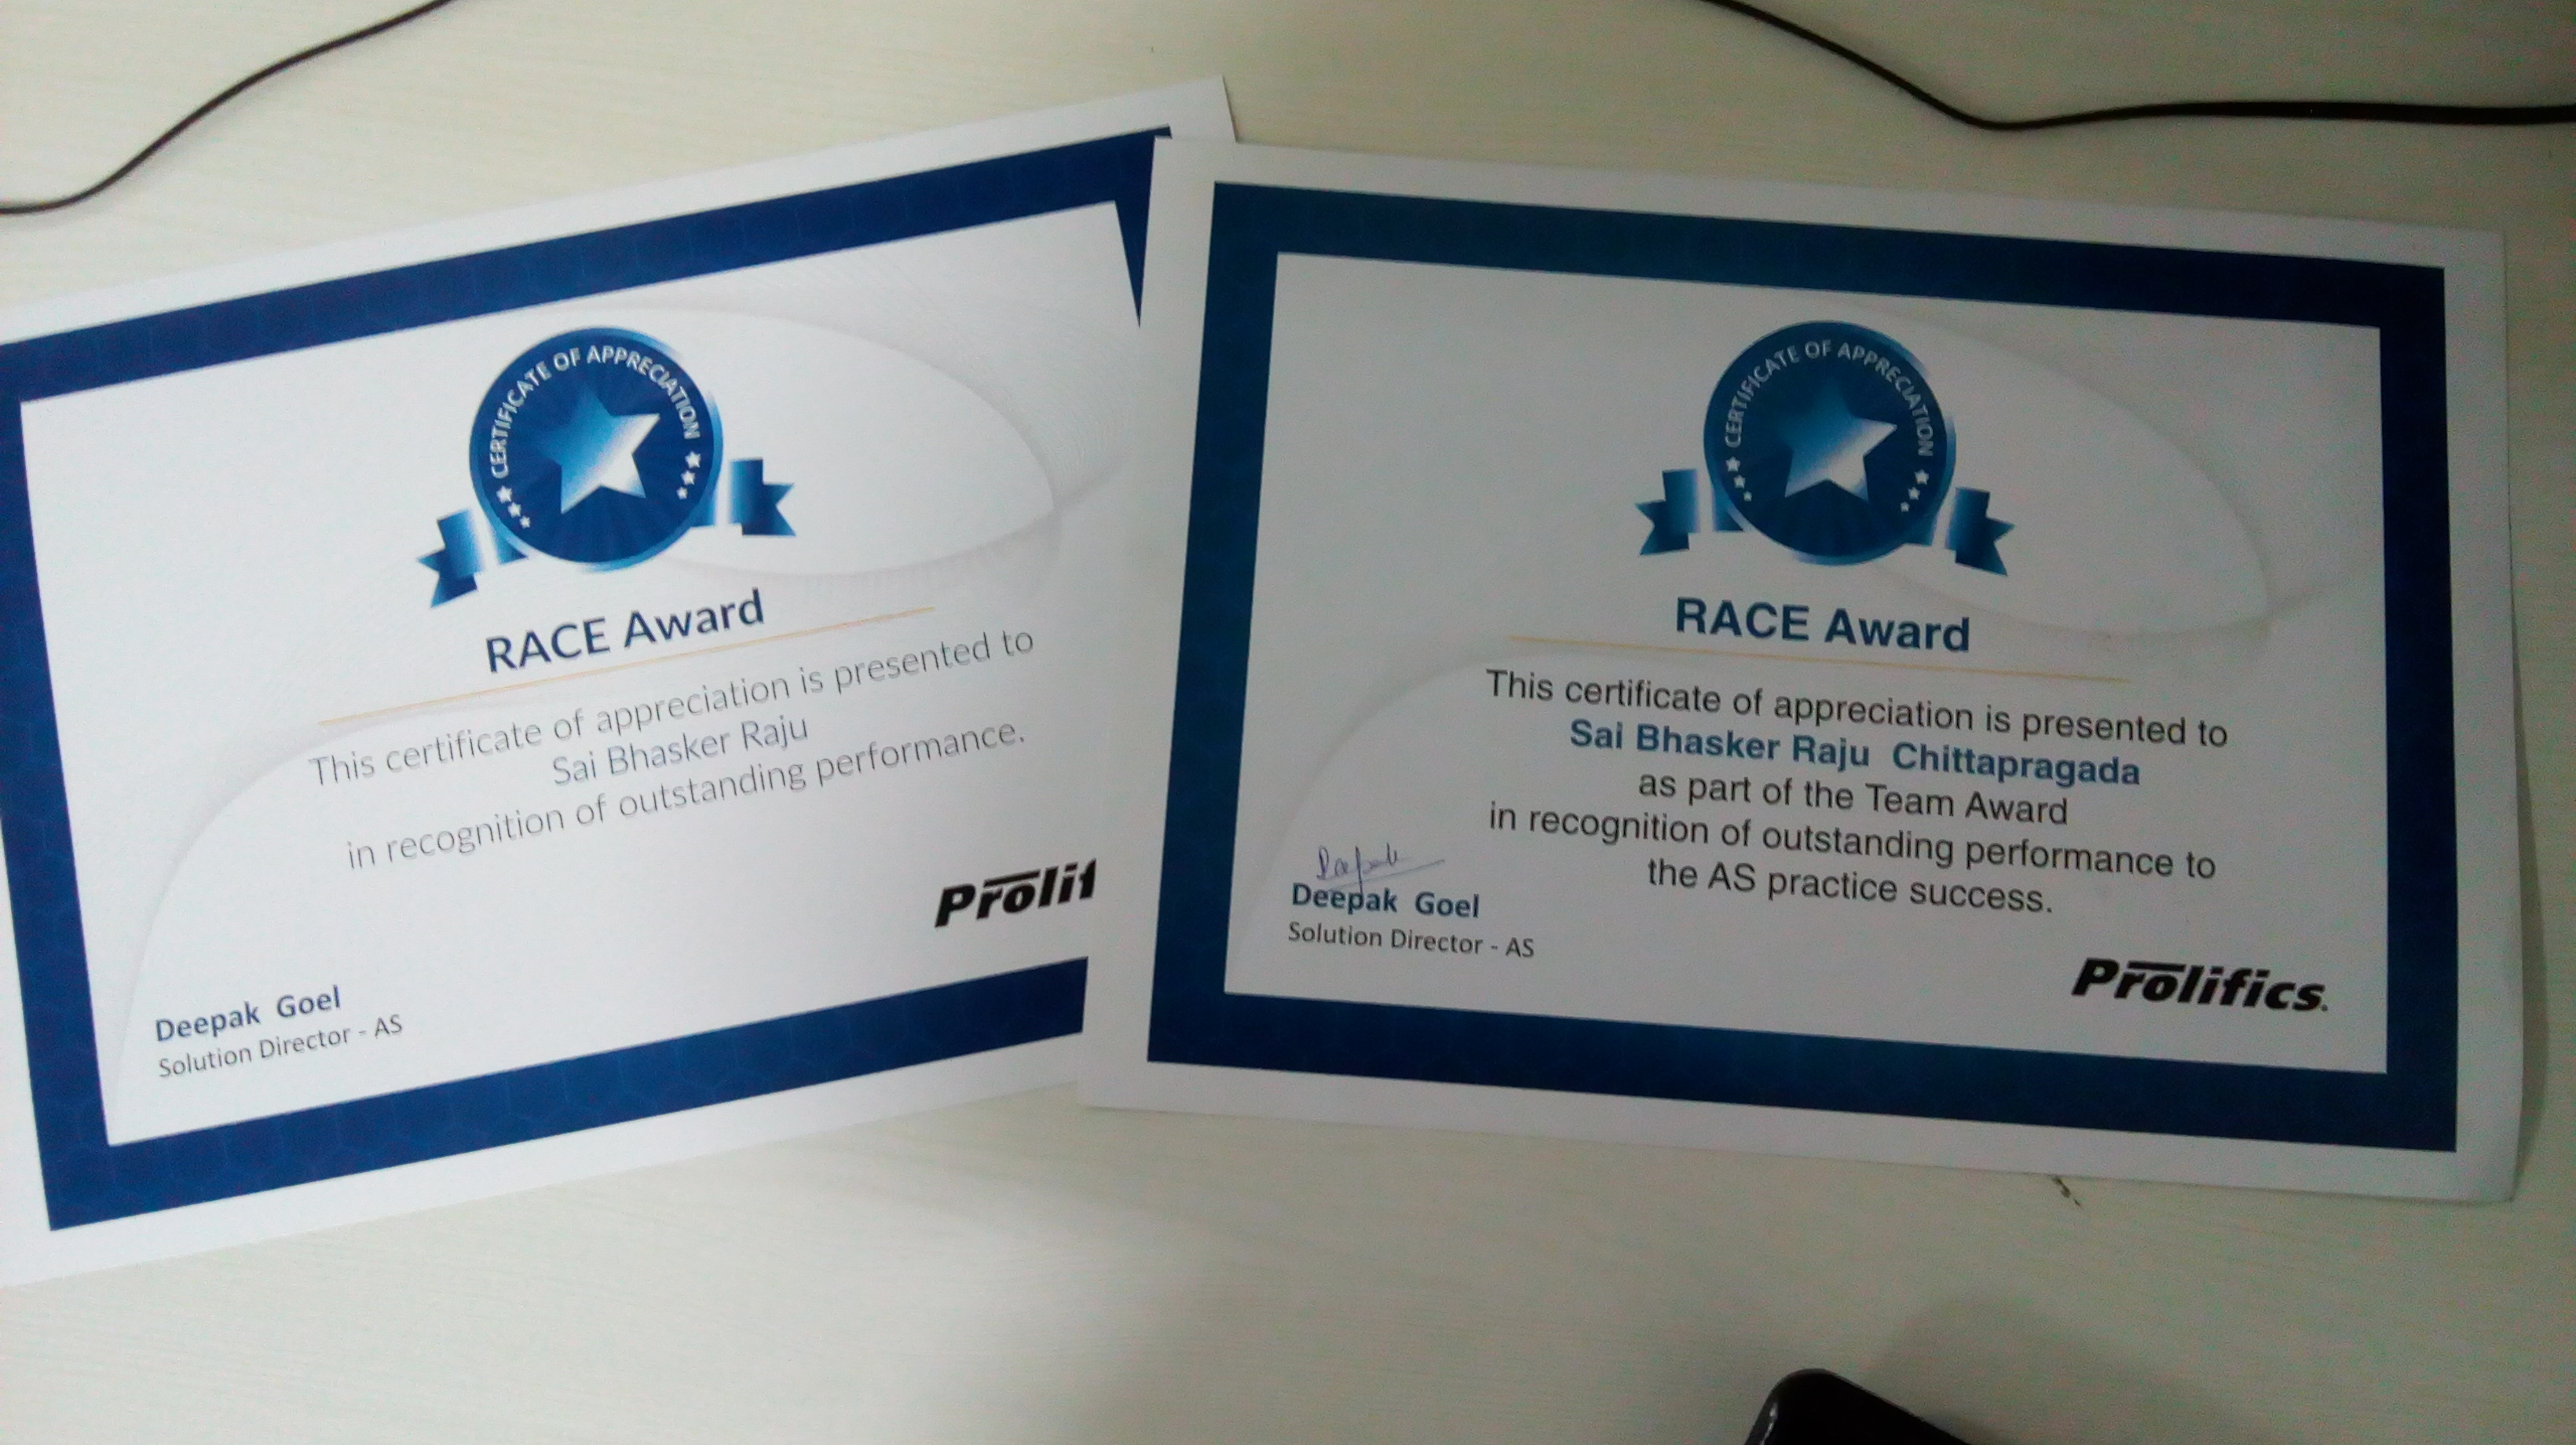 CERTIFICATE OF APPRECIATION
RACE Award
This certificate of appreciation is presented to
Sai Bhasker Raju
in recognition of outstanding performance.
Prolif
Deepak Goel
Solution Director - AS
CERTIFICATE OF APPRECIATION
RACE Award
This certificate of appreciation is presented to
Sai Bhasker Raju Chittapragada
as part of the Team Award
in recognition of outstanding performance to
the AS practice success.
Deepak
Deepak Goel
Solution Director - AS
Prolifics.